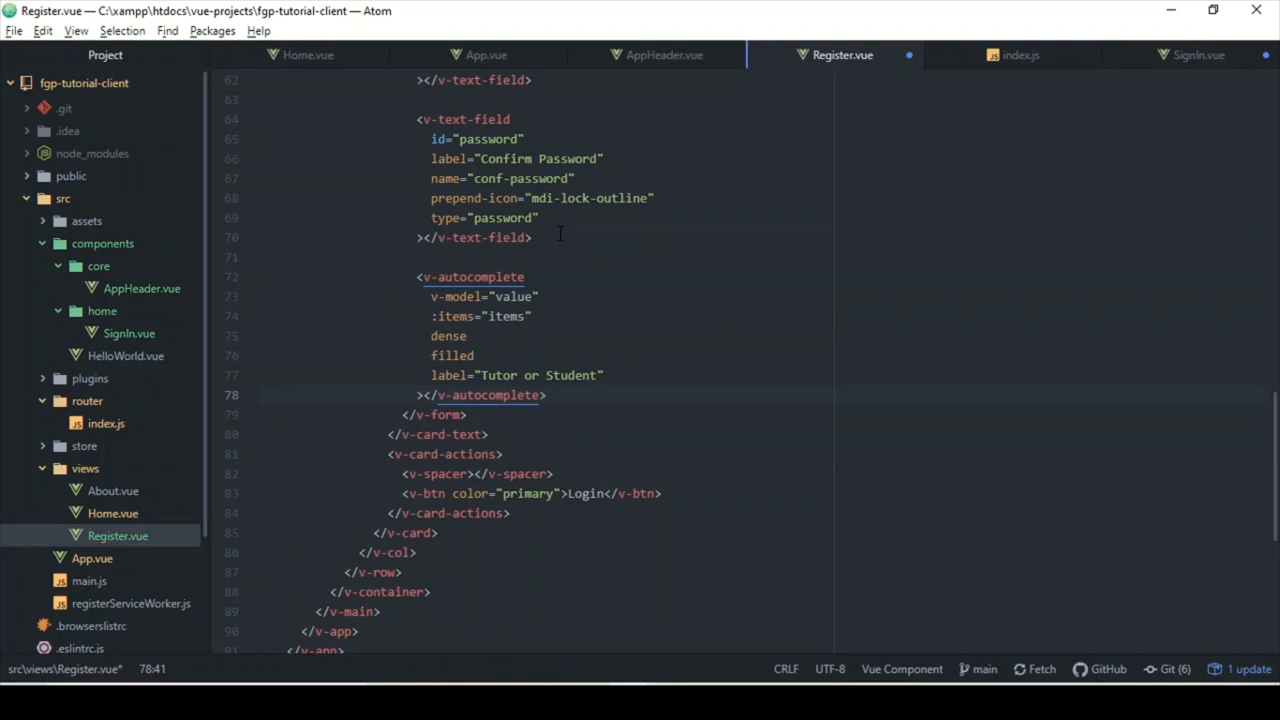 Register.vue — C:\xampp\htdocs\vue-projects\fgp-tutorial-client — Atom
File Edit View Selection Find Packages Help
Project
Home.vue
App.vue
AppHeader.vue
Register.vue
index.js
SignIn.vue
fgp-tutorial-client
.git
.idea
node_modules
public
src
assets
components
core
AppHeader.vue
home
SignIn.vue
HelloWorld.vue
plugins
router
index.js
store
views
About.vue
Home.vue
Register.vue
App.vue
main.js
registerServiceWorker.js
.browserslistrc
.eslintrc.js
62 ></v-text-field>
63
64 <v-text-field
65 id="password"
66 label="Confirm Password"
67 name="conf-password"
68 prepend-icon="mdi-lock-outline"
69 type="password"
70 ></v-text-field>
71
72 <v-autocomplete
73 v-model="value"
74 :items="items"
75 dense
76 filled
77 label="Tutor or Student"
78 ></v-autocomplete>
79 </v-form>
80 </v-card-text>
81 <v-card-actions>
82 <v-spacer></v-spacer>
83 <v-btn color="primary">Login</v-btn>
84 </v-card-actions>
85 </v-card>
86 </v-col>
87 </v-row>
88 </v-container>
89 </v-main>
90 </v-app>
91 </v-app>
src\views\Register.vue* 78:41 CRLF UTF-8 Vue Component main Fetch GitHub Git (6) 1 update